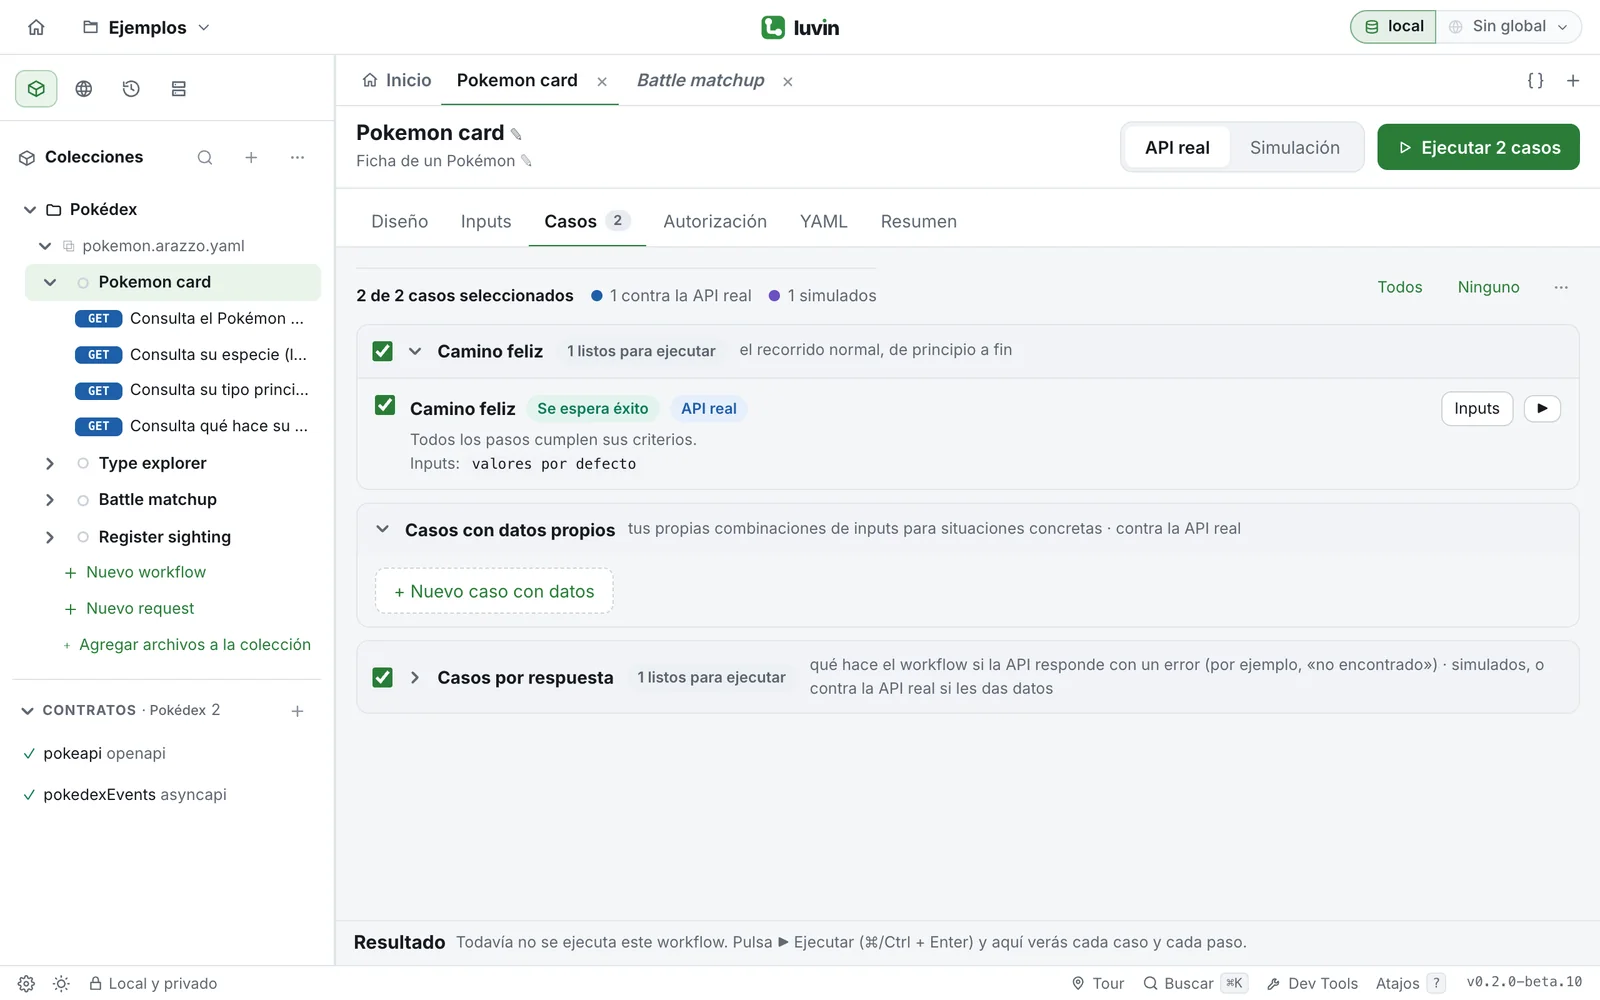 Ejemplos
luvin
local
Sin global
Inicio
Pokemon card
Battle matchup
{ }
Colecciones
Pokédex
pokemon.arazzo.yaml
Pokemon card
GET Consulta el Pokémon ...
GET Consulta su especie (l...
GET Consulta su tipo princi...
GET Consulta qué hace su ...
Type explorer
Battle matchup
Register sighting
+ Nuevo workflow
+ Nuevo request
+ Agregar archivos a la colección
CONTRATOS · Pokédex 2
pokeapi openapi
pokedexEvents asyncapi
Pokemon card
Ficha de un Pokémon
API real
Simulación
Ejecutar 2 casos
Diseño
Inputs
Casos 2
Autorización
YAML
Resumen
2 de 2 casos seleccionados
1 contra la API real
1 simulados
Todos
Ninguno
Camino feliz
1 listos para ejecutar
el recorrido normal, de principio a fin
Camino feliz
Se espera éxito
API real
Inputs
Todos los pasos cumplen sus criterios.
Inputs: valores por defecto
Casos con datos propios
tus propias combinaciones de inputs para situaciones concretas · contra la API real
+ Nuevo caso con datos
Casos por respuesta
1 listos para ejecutar
qué hace el workflow si la API responde con un error (por ejemplo, «no encontrado») · simulados, o
contra la API real si les das datos
Resultado
Todavía no se ejecuta este workflow. Pulsa ▶ Ejecutar (⌘/Ctrl + Enter) y aquí verás cada caso y cada paso.
Local y privado
Tour
Buscar ⌘K
Dev Tools
Atajos ?
v0.2.0-beta.10